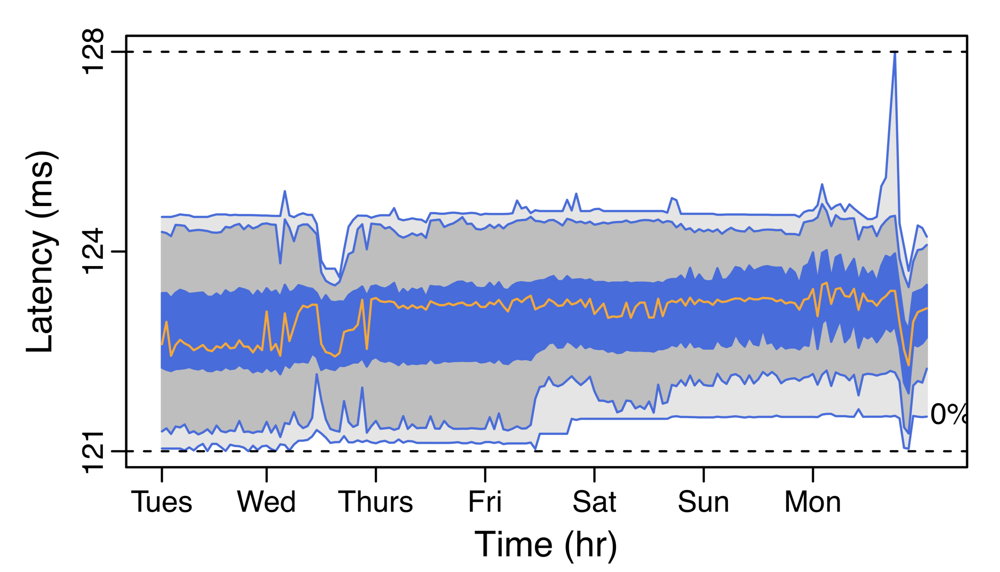 Latency (ms)
128
124
121
0%
Tues Wed Thurs Fri Sat Sun Mon
Time (hr)